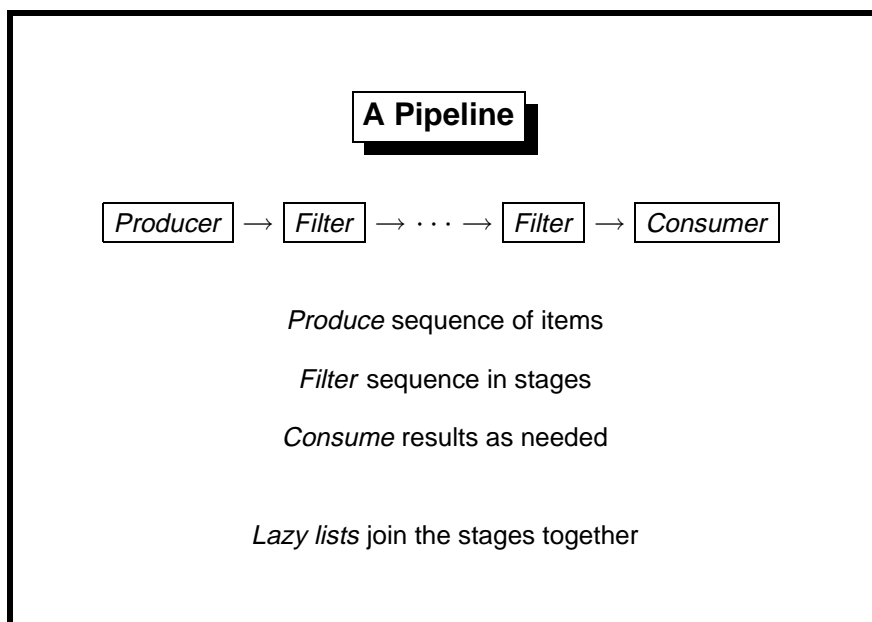 A Pipeline
Producer → Filter → · · · → Filter → Consumer
Produce sequence of items
Filter sequence in stages
Consume results as needed
Lazy lists join the stages together